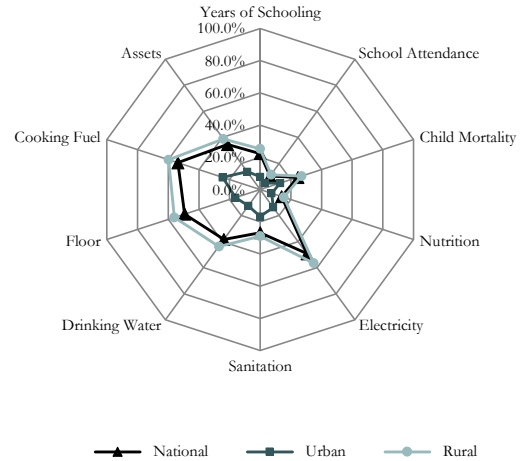 Years of Schooling
100.0%
80.0%
60.0%
40.0%
20.0%
0.0%
School Attendance
Child Mortality
Nutrition
Electricity
Sanitation
Drinking Water
Floor
Cooking Fuel
Assets
National Urban Rural